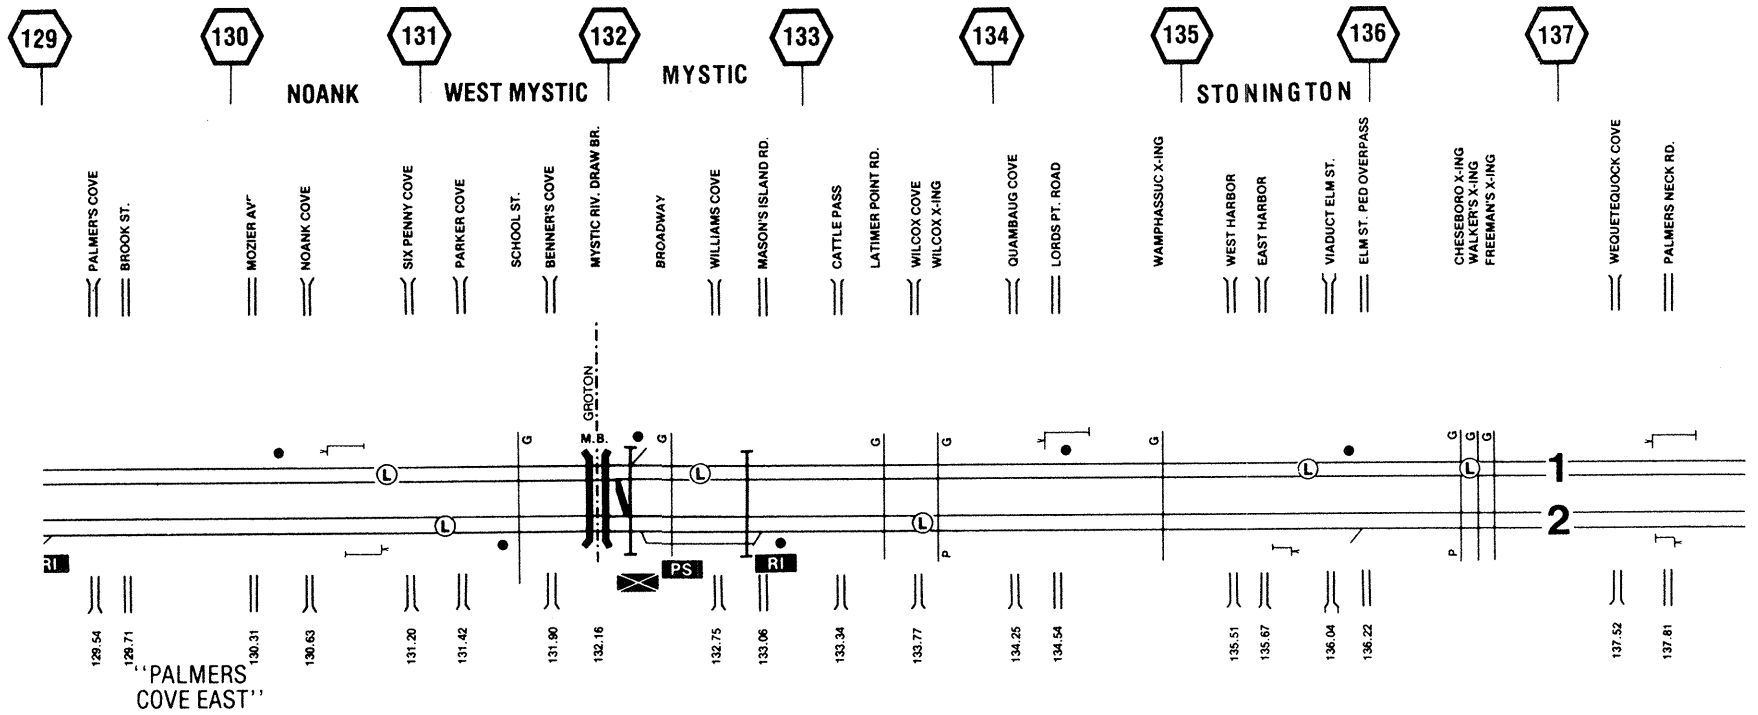 129 130 131 132 133 134 135 136 137
MYSTIC
NOANK WEST MYSTIC STONINGTON
PALMER'S COVE
BROOK ST.
MOZIER AV
NOANK COVE
SIX PENNY COVE
PARKER COVE
SCHOOL ST.
BENNER'S COVE
MYSTIC RIV. DRAW BR.
BROADWAY
WILLIAMS COVE
MASON'S ISLAND RD.
CATTLE PASS
LATIMER POINT RD.
WILCOX COVE
WILCOX X-ING
QUAMBAUG COVE
LORDS PT. ROAD
WAMPHASSUC X-ING
WEST HARBOR
EAST HARBOR
VIADUCT ELM ST.
ELM ST. PED OVERPASS
CHESEBORO X-ING
WALKER'S X-ING
FREEMAN'S X-ING
WEQUETEQUOCK COVE
PALMERS NECK RD.
GROTON
G M.B. G G G G G G G
L L L L 1
L L 2
P P
RI PS RI
129.54
129.71
130.31
130.63
131.20
131.42
131.90
132.16
132.75
133.06
133.34
133.77
134.25
134.54
135.51
135.67
136.04
136.22
137.52
137.81
"PALMERS
COVE EAST"